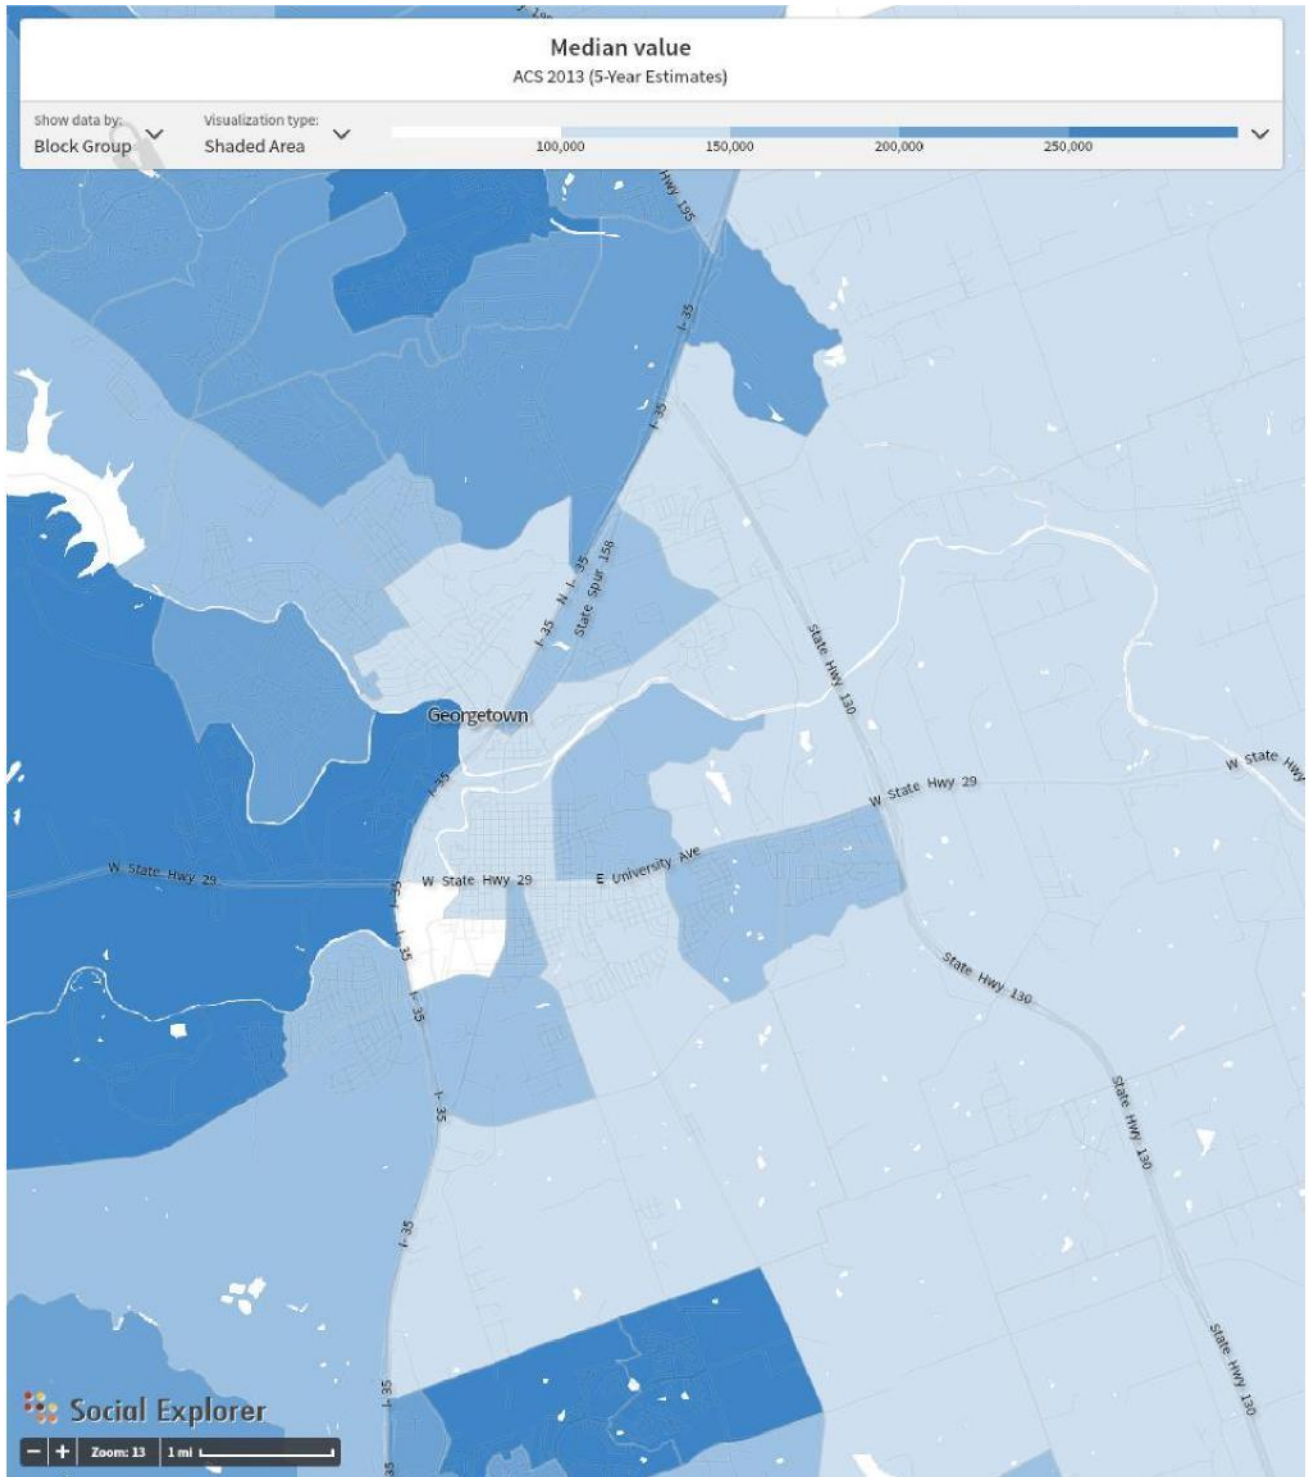 Median value
ACS 2013 (5-Year Estimates)
Show data by:
Block Group
Visualization type:
Shaded Area
100,000
150,000
200,000
250,000
Hwy 195
I- 35
I- 35
I- 35
N I- 35
State Spur 158
I- 35
State Hwy 130
Georgetown
I-35
W State Hwy
W State Hwy 29
E University Ave
W State Hwy 29
W State Hwy 29
I-35
I-35
State Hwy 130
I- 35
I- 35
State Hwy 130
I- 35
State Hwy 130
I-35
Social Explorer
35
− + Zoom: 13 1 mi